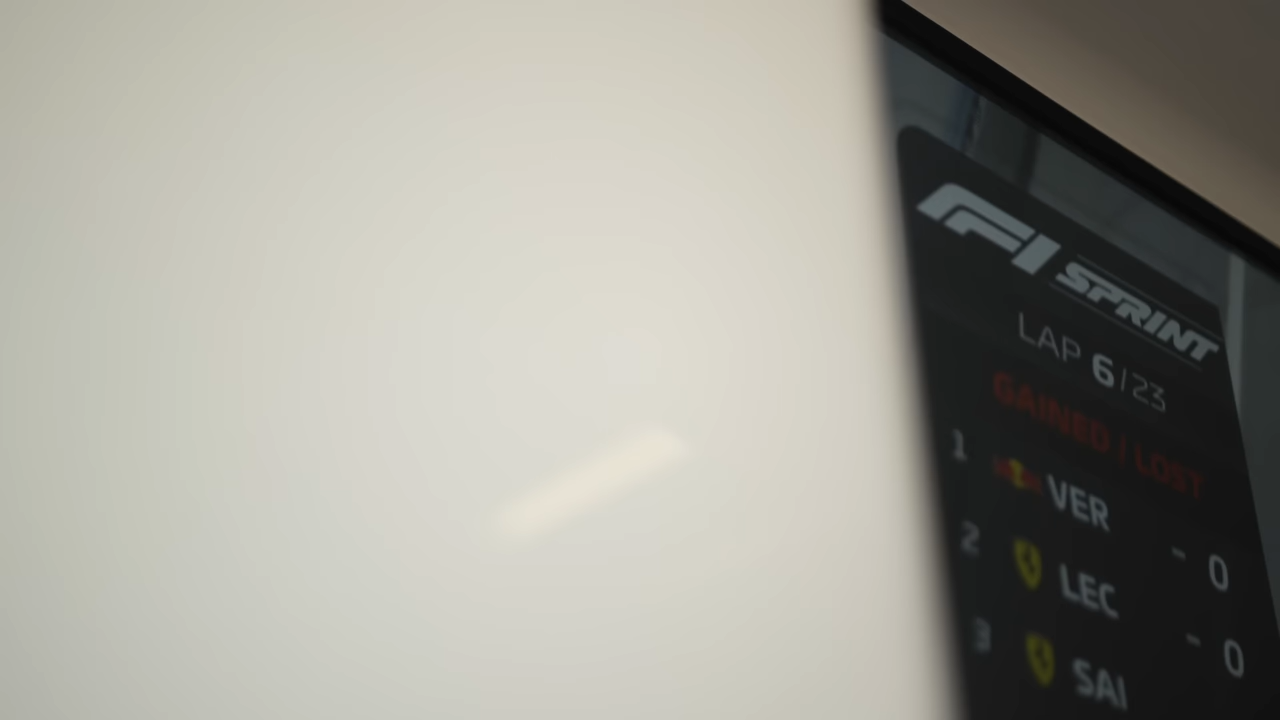 F1 SPRINT
LAP 6/23
GAINED / LOST
1 VER - 0
2 LEC - 0
3 SAI